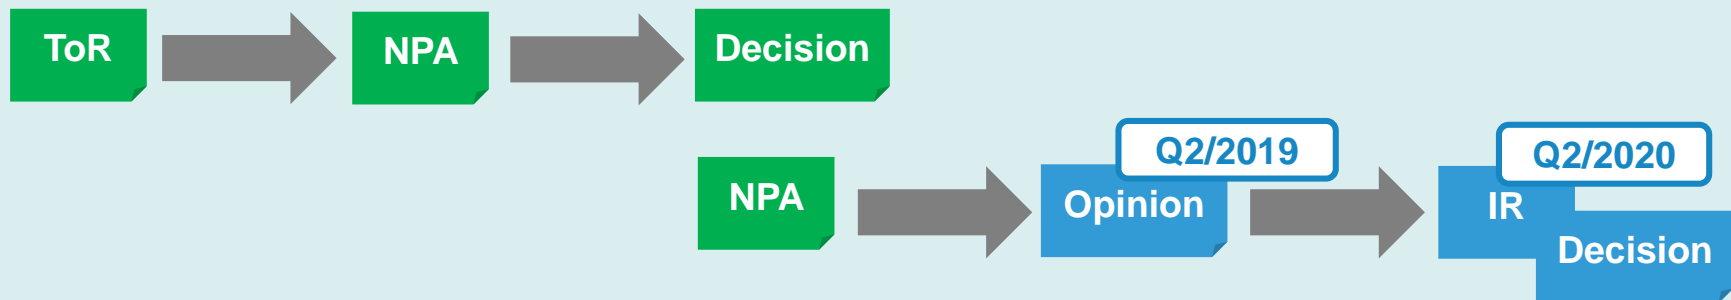 ToR
NPA
Decision
NPA
Opinion
Q2/2019
IR
Q2/2020
Decision